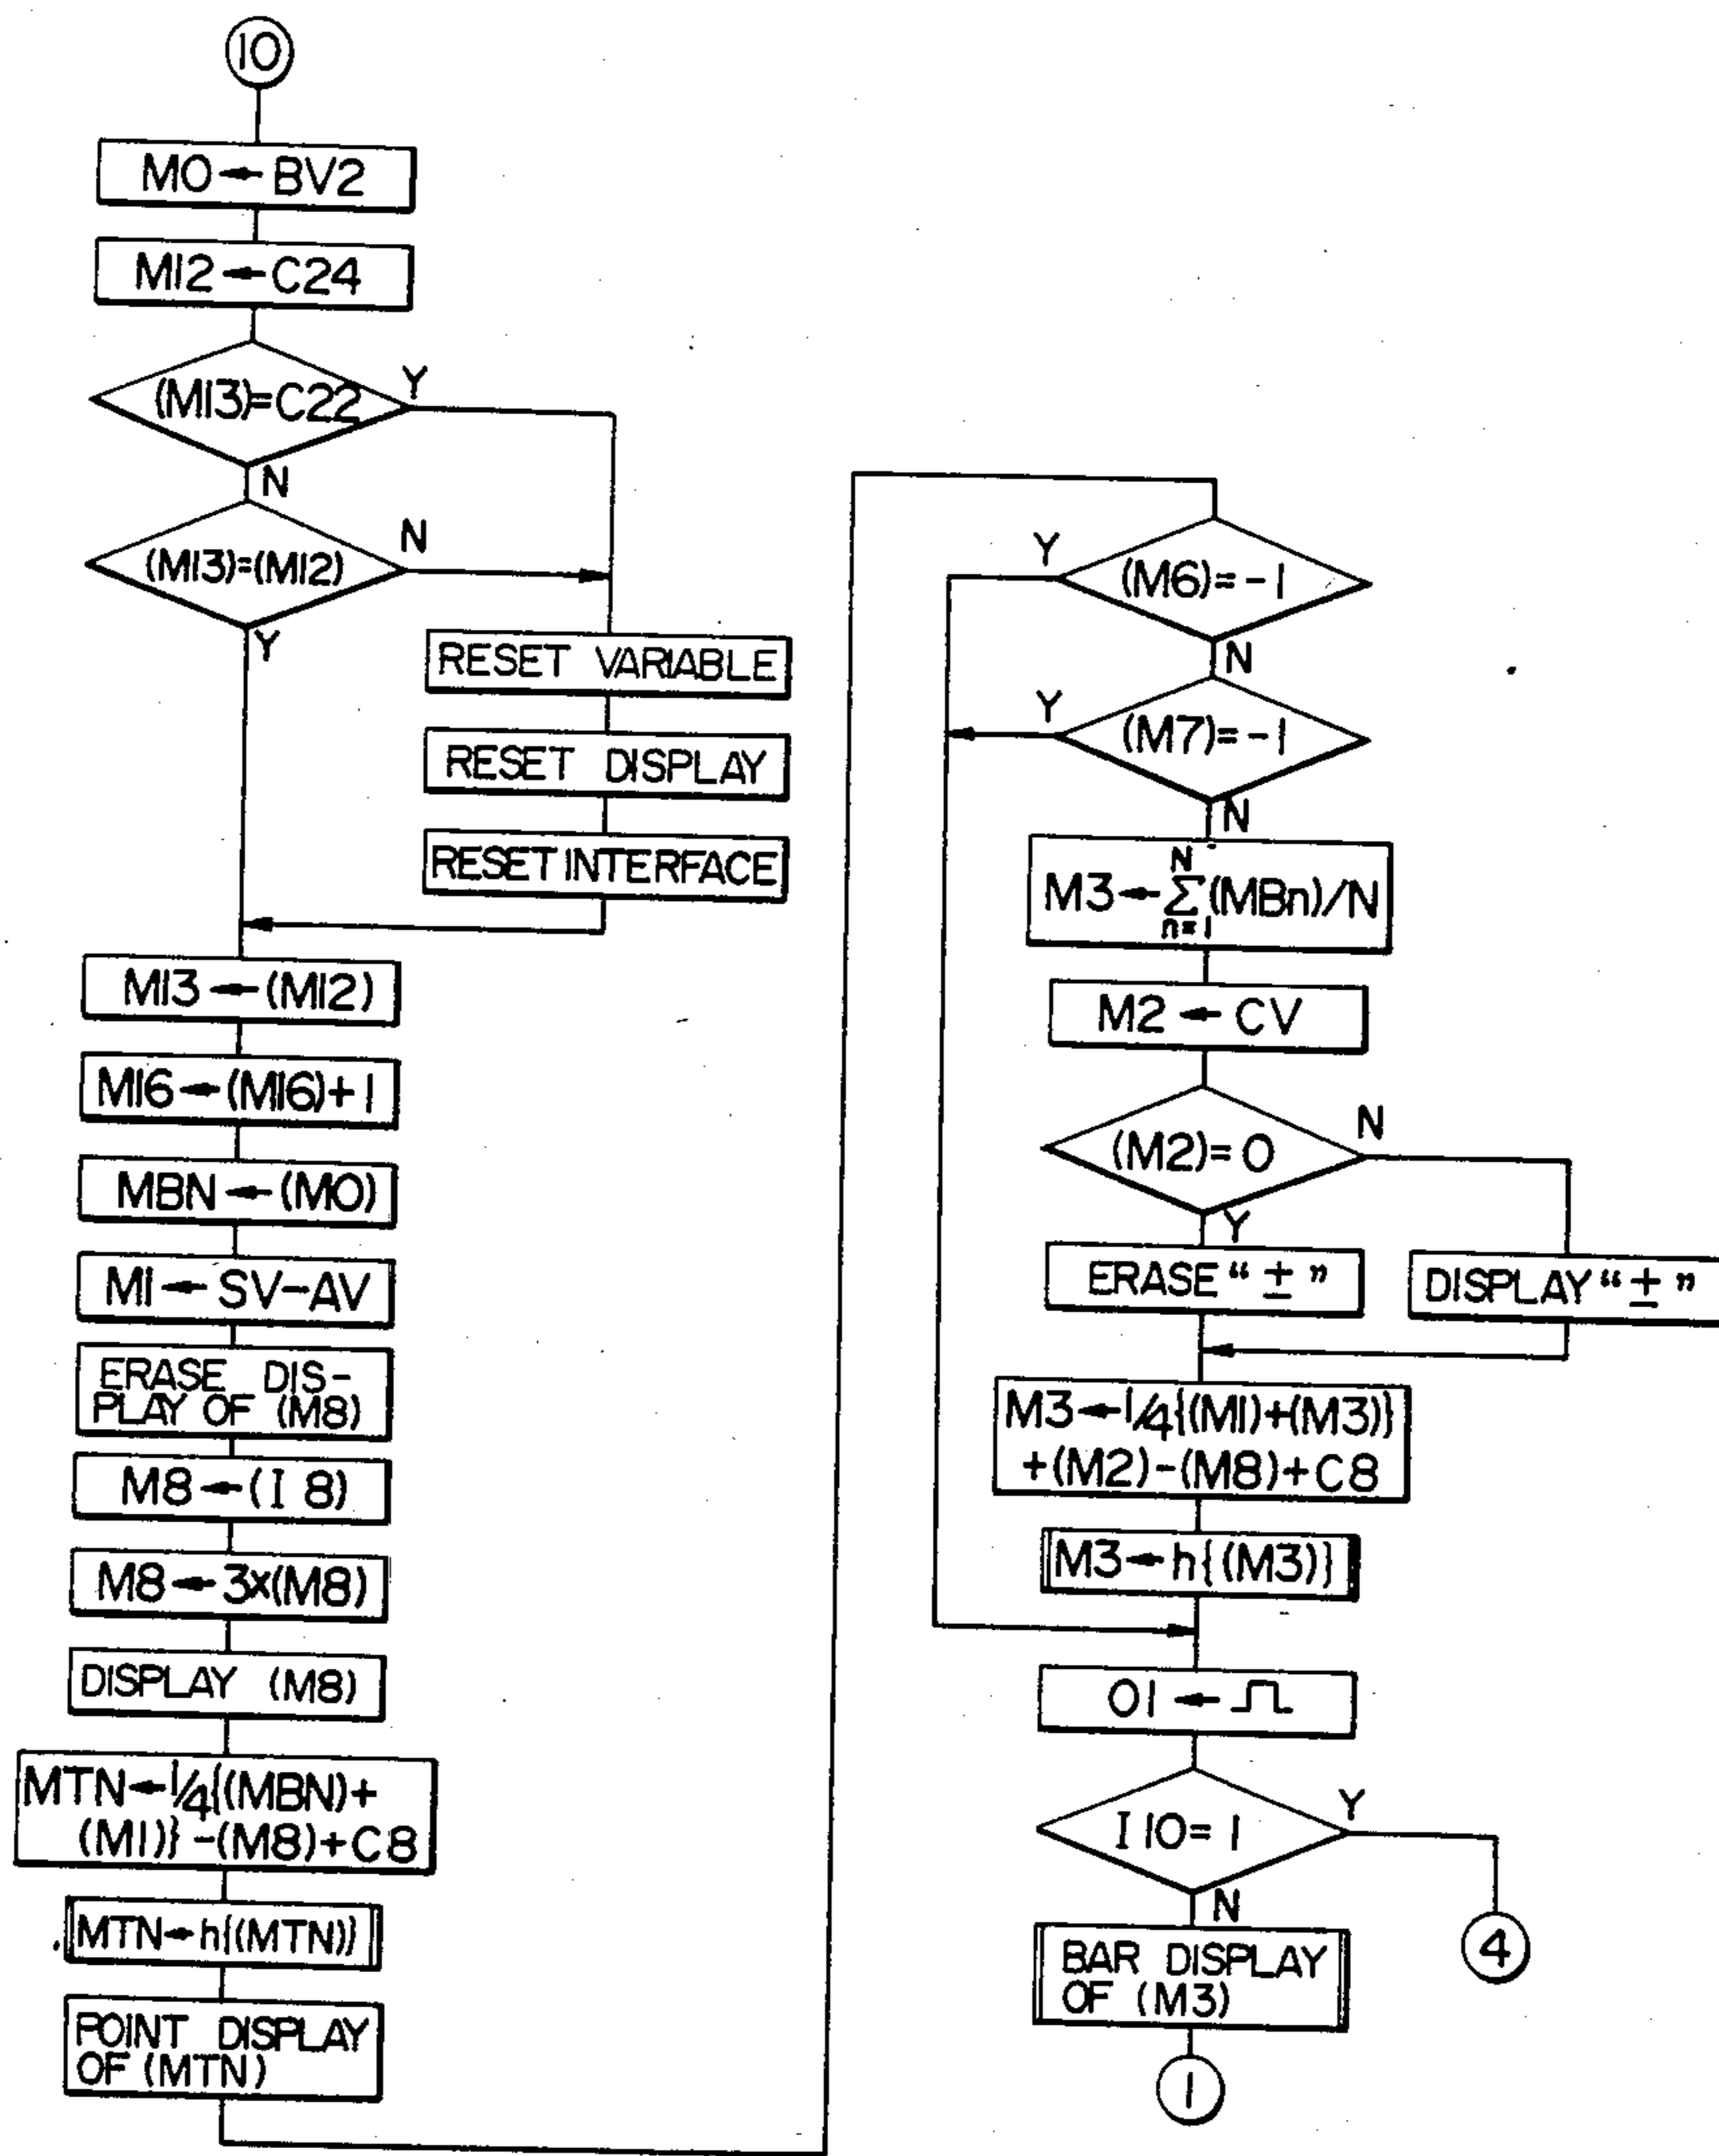 10
M0←BV2
M12←C24
(M13)=C22
Y
N
(M13)=(M12)
N
Y
RESET VARIABLE
RESET DISPLAY
RESET INTERFACE
M13←(M12)
M16←(M16)+1
MBN←(M0)
M1←SV-AV
ERASE DIS-
PLAY OF (M8)
M8←(I8)
M8←3x(M8)
DISPLAY (M8)
MTN←1/4{(MBN)+
(M1)}-(M8)+C8
MTN←h{(MTN)}
POINT DISPLAY
OF (MTN)
(M6)=-1
Y
N
(M7)=-1
Y
N
N
M3←Σ(MBn)/N
n=1
M2←CV
(M2)=0
N
Y
ERASE “±”
DISPLAY “±”
M3←1/4{(M1)+(M3)}
+(M2)-(M8)+C8
M3←h{(M3)}
O1←⎍
I10=1
Y
N
4
BAR DISPLAY
OF (M3)
1